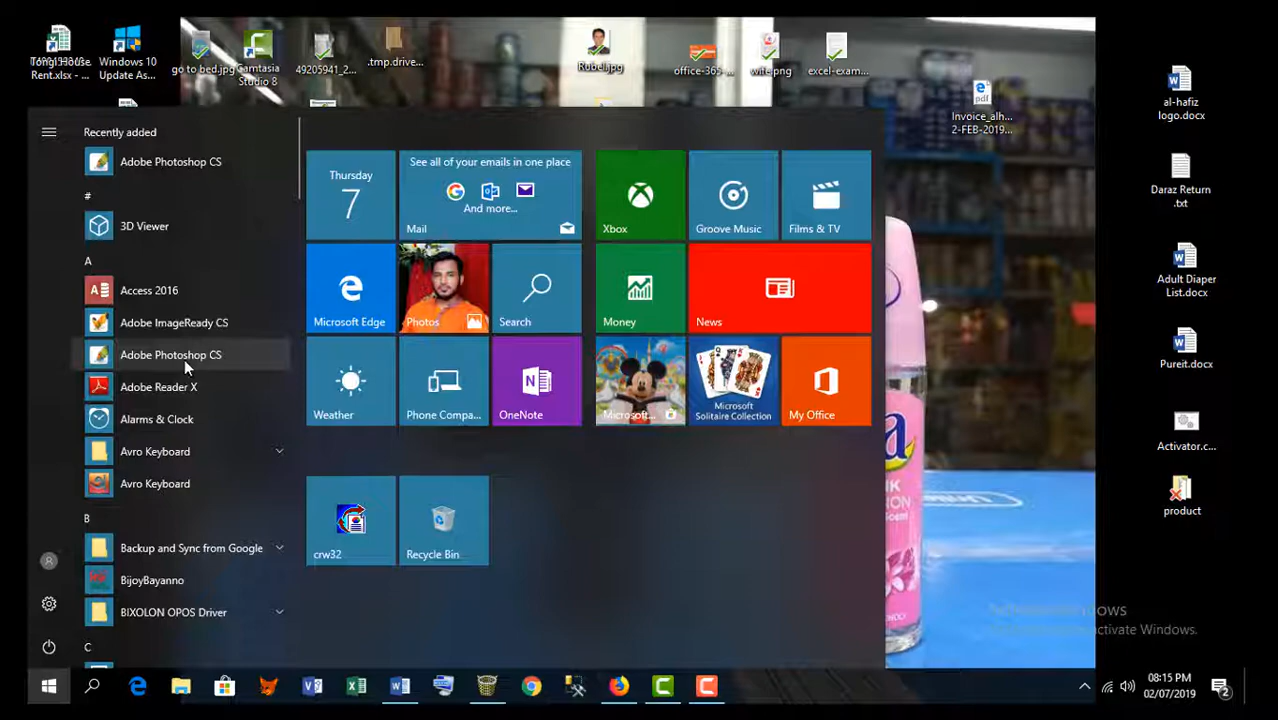 Rent.xlsx - ...
Windows 10
Update As...
go to bed.jpg
Camtasia
Studio 8
49205941_2...
.tmp.drive...
Rubel.jpg
office-365-...
wife.png
excel-exam...
pdf
Invoice_alh...
2-FEB-2019...
al-hafiz
logo.docx
Daraz Return
.txt
Adult Diaper
List.docx
Pureit.docx
Activator.c...
product
Recently added
Adobe Photoshop CS
#
3D Viewer
A
Access 2016
Adobe ImageReady CS
Adobe Photoshop CS
Adobe Reader X
Alarms & Clock
Avro Keyboard
Avro Keyboard
B
Backup and Sync from Google
BijoyBayanno
BIXOLON OPOS Driver
C
Thursday
7
See all of your emails in one place
And more...
Mail
Xbox
Groove Music
Films & TV
Microsoft Edge
Photos
Search
Money
News
Weather
Phone Compa...
OneNote
Microsoft...
Microsoft
Solitaire Collection
My Office
crw32
Recycle Bin
08:15 PM
02/07/2019
2